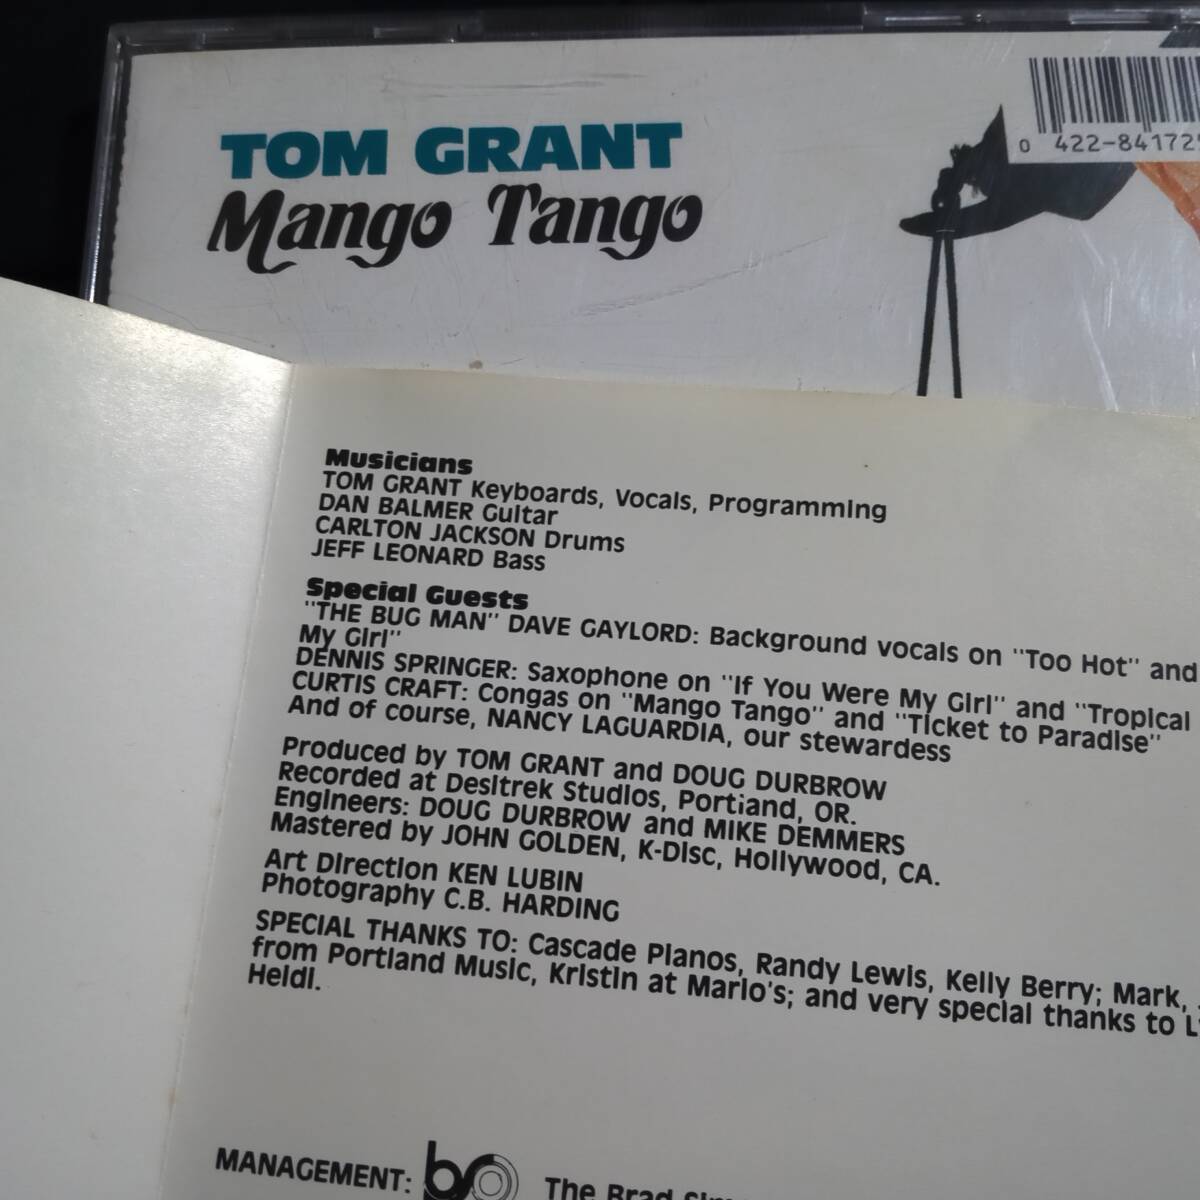 TOM GRANT
Mango Tango
0 422-84172
Musicians
TOM GRANT Keyboards, Vocals, Programming
DAN BALMER Guitar
CARLTON JACKSON Drums
JEFF LEONARD Bass
Special Guests
"THE BUG MAN" DAVE GAYLORD: Background vocals on "Too Hot" and
My Girl"
DENNIS SPRINGER: Saxophone on "If You Were My Girl" and "Tropical
CURTIS CRAFT: Congas on "Mango Tango" and "Ticket to Paradise"
And of course, NANCY LAGUARDIA, our stewardess
Produced by TOM GRANT and DOUG DURBROW
Recorded at Desitrek Studios, Portland, OR.
Engineers: DOUG DURBROW and MIKE DEMMERS
Mastered by JOHN GOLDEN, K-Disc, Hollywood, CA.
Art Direction KEN LUBIN
Photography C.B. HARDING
SPECIAL THANKS TO: Cascade Pianos, Randy Lewis, Kelly Berry; Mark,
from Portland Music, Kristin at Mario's; and very special thanks to
Heidi.
MANAGEMENT: The Brad